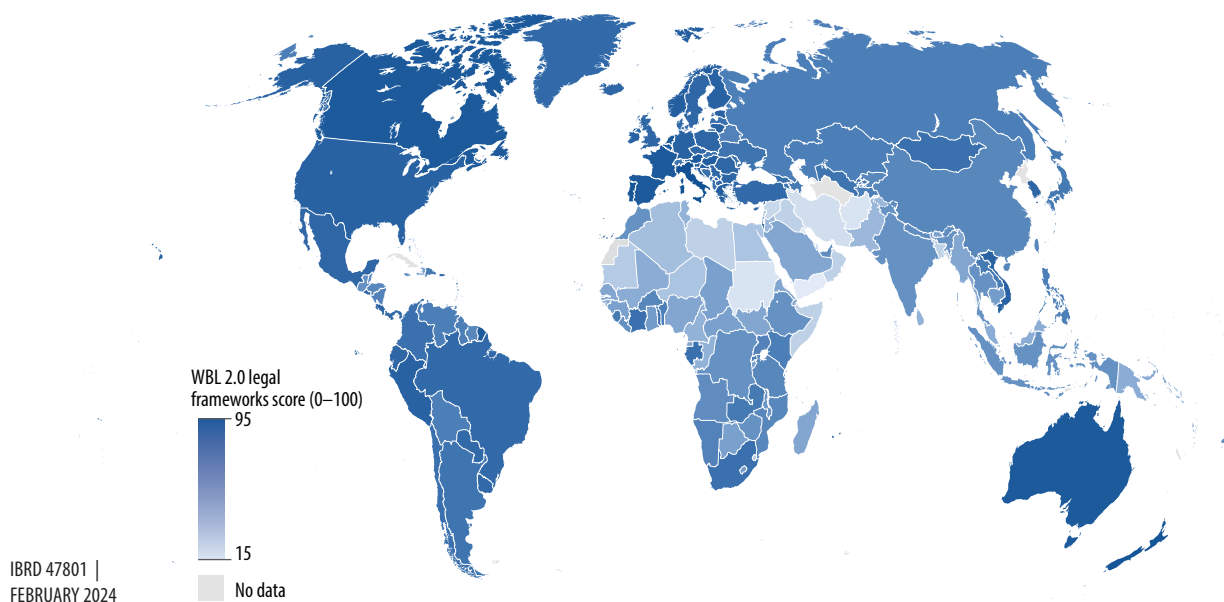 WBL 2.0 legal
frameworks score (0–100)
95
15
No data
IBRD 47801 |
FEBRUARY 2024